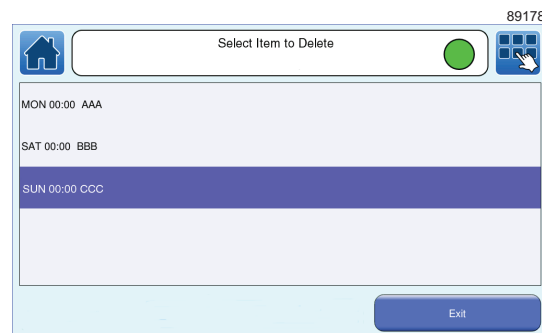 89178
Select Item to Delete
MON 00:00 AAA
SAT 00:00 BBB
SUN 00:00 CCC
Exit